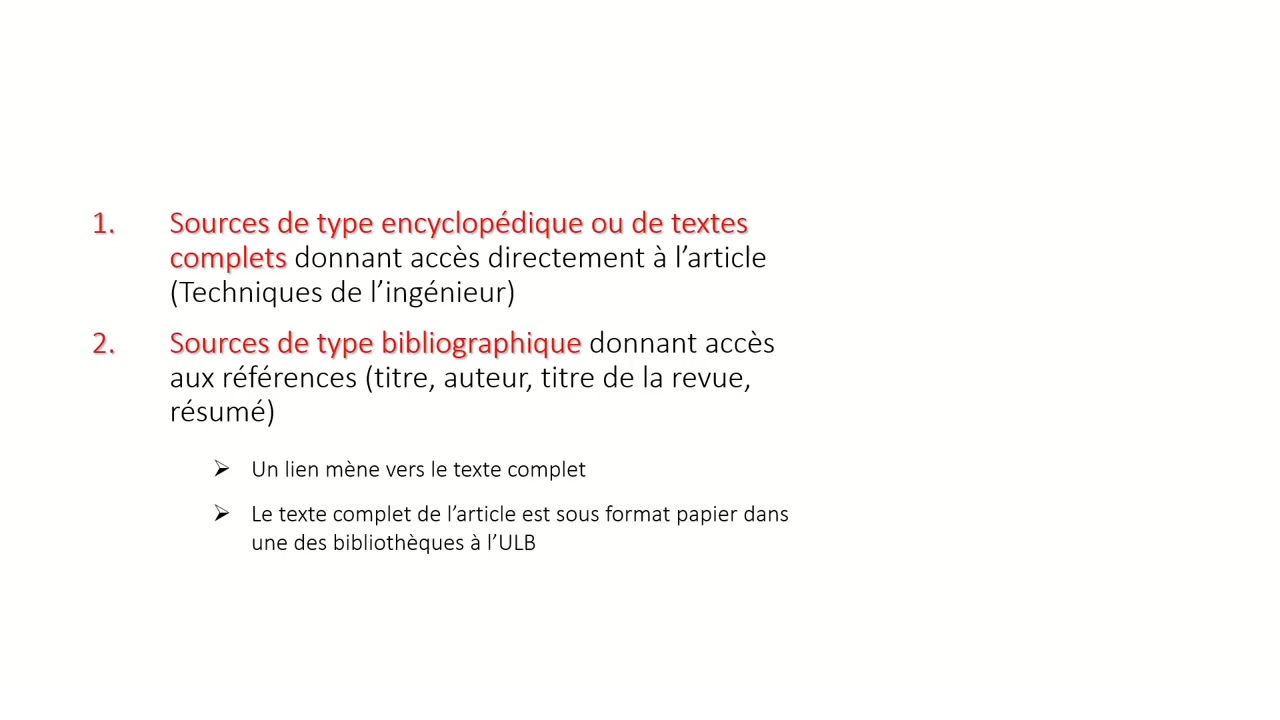 1. Sources de type encyclopédique ou de textes
complets donnant accès directement à l’article
(Techniques de l’ingénieur)
2. Sources de type bibliographique donnant accès
aux références (titre, auteur, titre de la revue,
résumé)
➢ Un lien mène vers le texte complet
➢ Le texte complet de l’article est sous format papier dans
une des bibliothèques à l’ULB